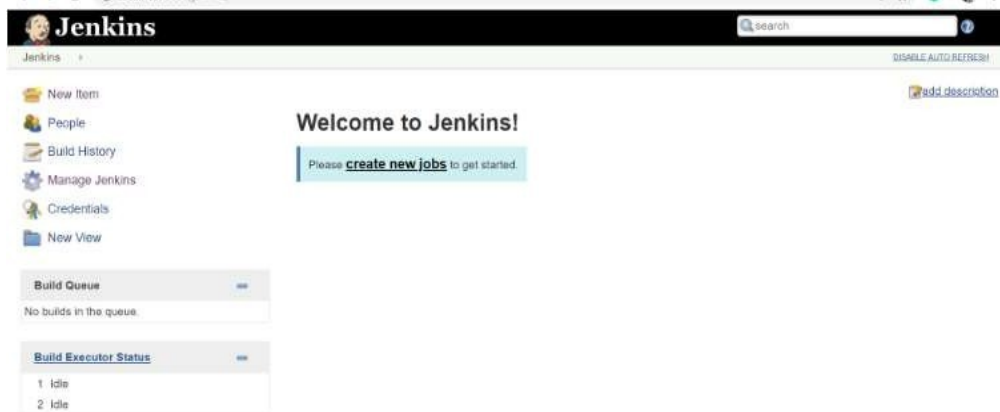 Jenkins
search
Jenkins
DISABLE AUTO REFRESH
New Item
People
Build History
Manage Jenkins
Credentials
New View
add description
Welcome to Jenkins!
Please create new jobs to get started.
Build Queue
No builds in the queue.
Build Executor Status
1 Idle
2 Idle